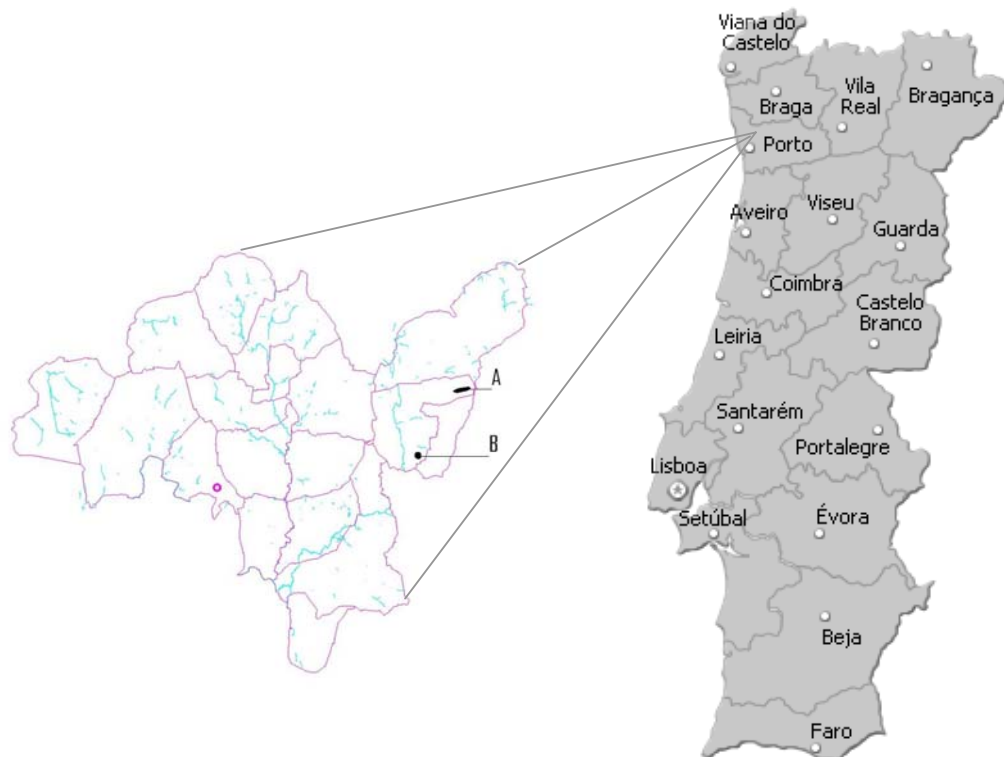 Viana do
Castelo
Braga
Vila
Real
Bragança
Porto
Aveiro
Viseu
Guarda
Coimbra
Castelo
Branco
Leiria
Santarém
Portalegre
Lisboa
Setúbal
Évora
Beja
Faro
A
B